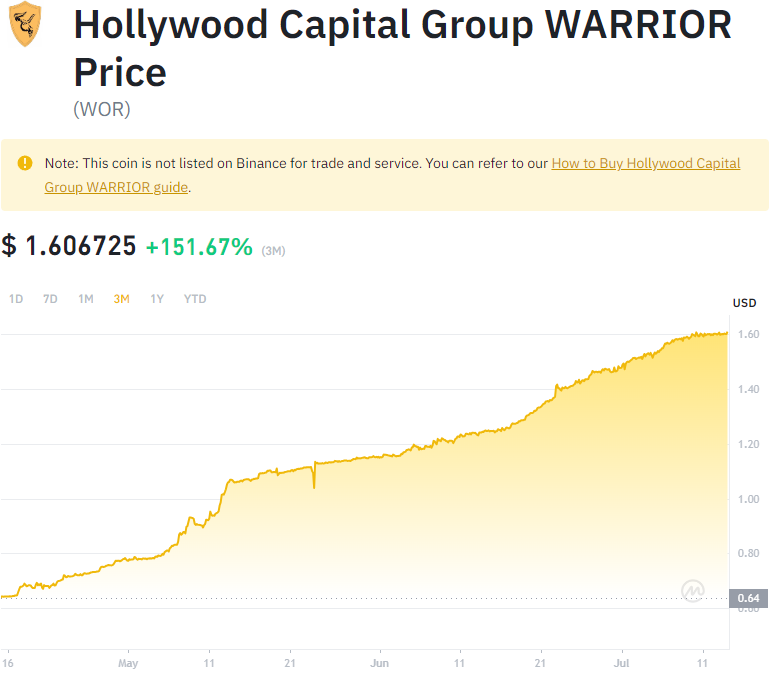 Hollywood Capital Group WARRIOR
Price
(WOR)
Note: This coin is not listed on Binance for trade and service. You can refer to our How to Buy Hollywood Capital
Group WARRIOR guide.
$ 1.606725 +151.67% (3M)
1D 7D 1M 3M 1Y YTD
USD
1.60
1.40
1.20
1.00
0.80
0.64
0.60
16 May 11 21 Jun 11 21 Jul 11